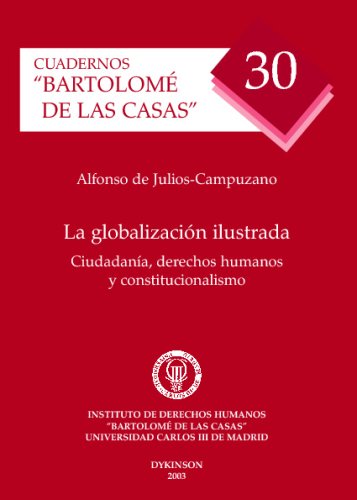 CUADERNOS
"BARTOLOMÉ
DE LAS CASAS"
30
Alfonso de Julios-Campuzano
La globalización ilustrada
Ciudadanía, derechos humanos
y constitucionalismo
INSTITUTO DE DERECHOS HUMANOS
"BARTOLOMÉ DE LAS CASAS"
UNIVERSIDAD CARLOS III DE MADRID
DYKINSON
2003